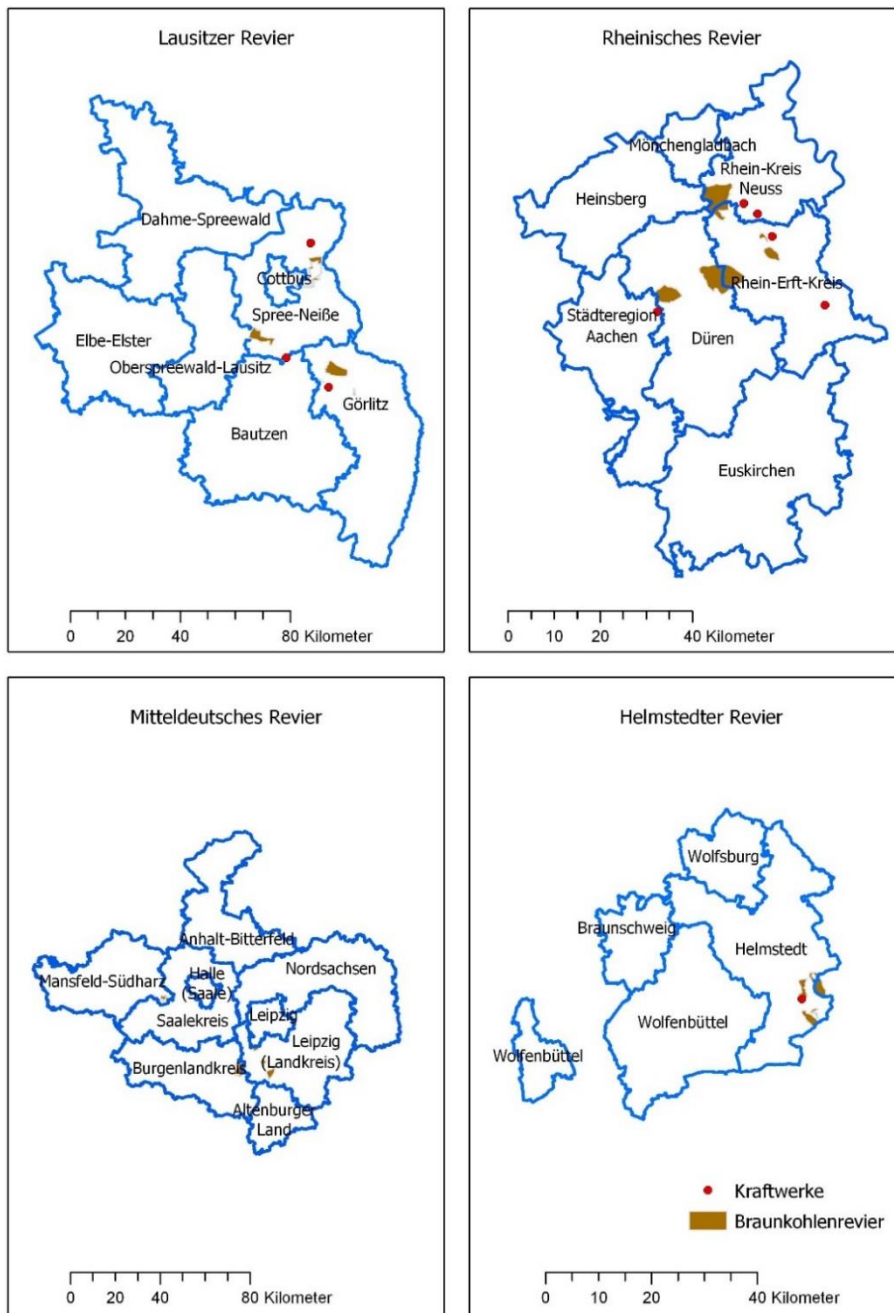 Lausitzer Revier
Dahme-Spreewald
Cottbus
Spree-Neiße
Elbe-Elster
Oberspreewald-Lausitz
Görlitz
Bautzen
0 20 40 80 Kilometer
Rheinisches Revier
Mönchengladbach
Rhein-Kreis
Neuss
Heinsberg
Rhein-Erft-Kreis
Städteregion
Aachen
Düren
Euskirchen
0 10 20 40 Kilometer
Mitteldeutsches Revier
Anhalt-Bitterfeld
Nordsachsen
Mansfeld-Südharz
Halle
(Saale)
Saalekreis
Leipzig
Leipzig
(Landkreis)
Burgenlandkreis
Altenburger
Land
0 20 40 80 Kilometer
Helmstedter Revier
Wolfsburg
Braunschweig
Helmstedt
Wolfenbüttel
Wolfenbüttel
Kraftwerke
Braunkohlenrevier
0 10 20 40 Kilometer